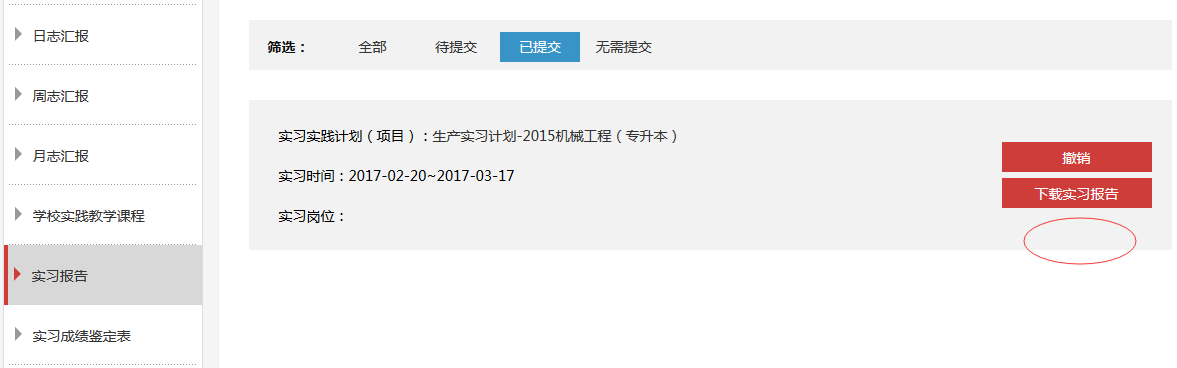 日志汇报
周志汇报
月志汇报
学校实践教学课程
实习报告
实习成绩鉴定表
筛选： 全部 待提交 已提交 无需提交
实习实践计划（项目）：生产实习计划-2015机械工程（专升本）
实习时间：2017-02-20~2017-03-17
实习岗位：
撤销
下载实习报告